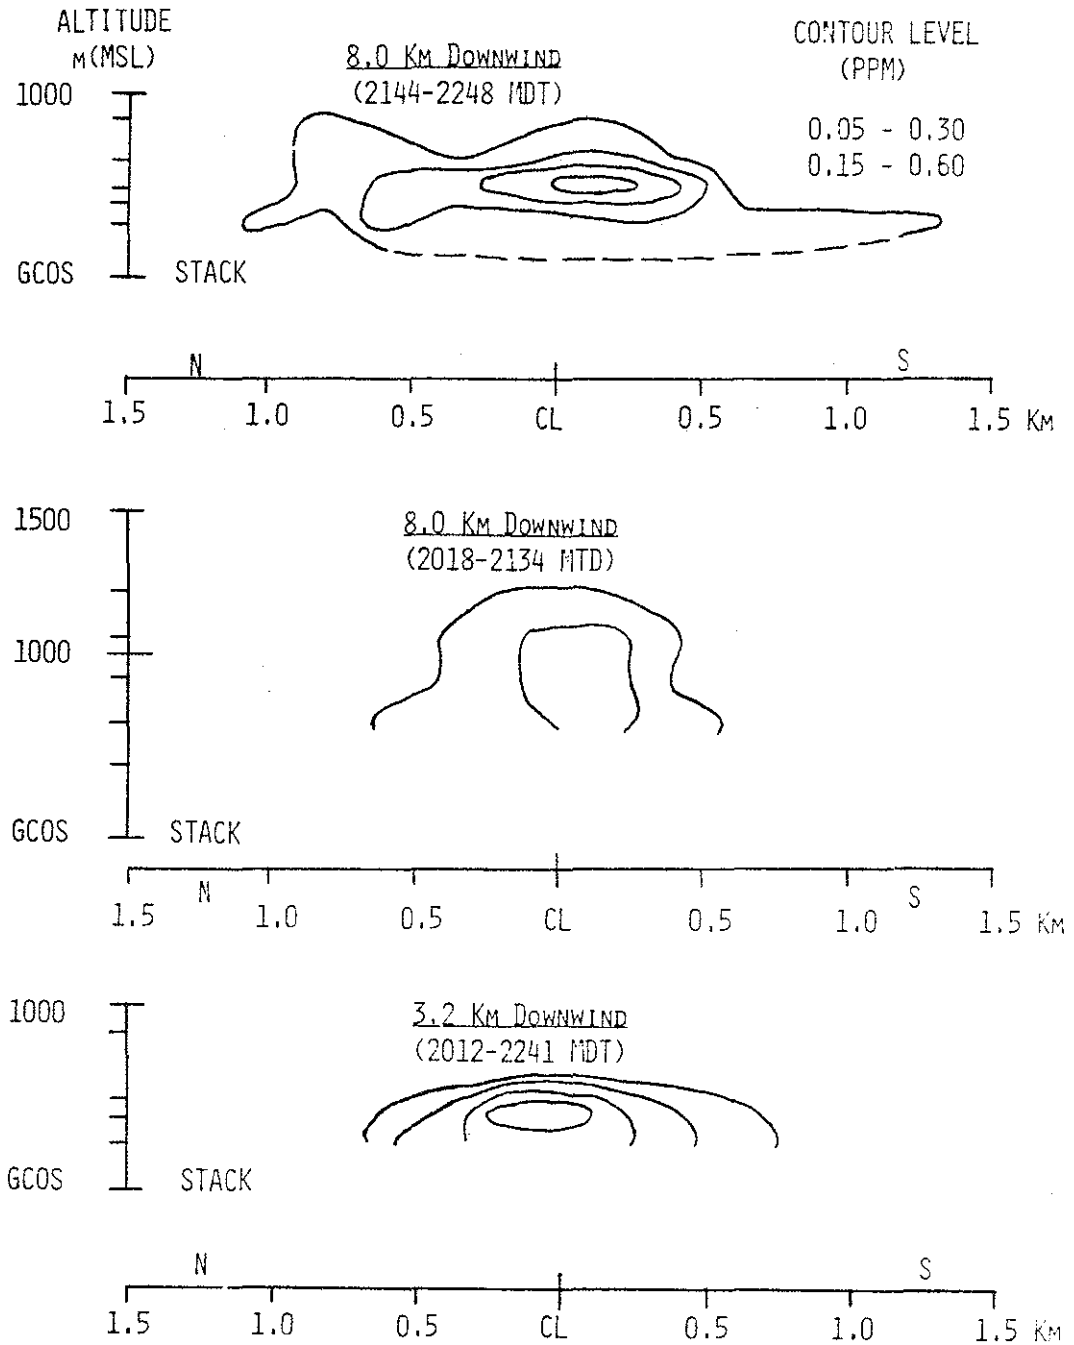 ALTITUDE
M(MSL)
CONTOUR LEVEL
(PPM)
0.05 - 0.30
0.15 - 0.60
8.0 KM DOWNWIND
(2144-2248 MDT)
1000
GCOS STACK
N S
1.5 1.0 0.5 CL 0.5 1.0 1.5 KM
8.0 KM DOWNWIND
(2018-2134 MTD)
1500
1000
GCOS STACK
N S
1.5 1.0 0.5 CL 0.5 1.0 1.5 KM
3.2 KM DOWNWIND
(2012-2241 MDT)
1000
GCOS STACK
N S
1.5 1.0 0.5 CL 0.5 1.0 1.5 KM